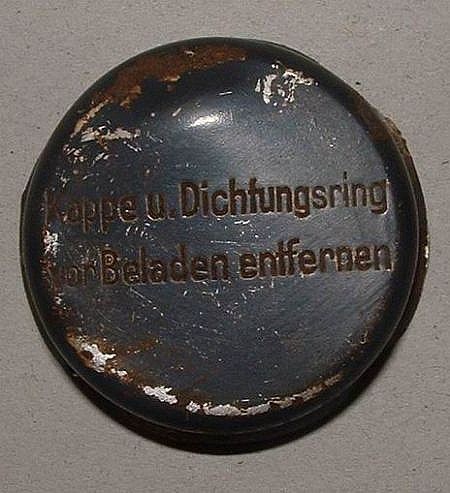 Kappe u. Dichtungsring
vor Beladen entfernen